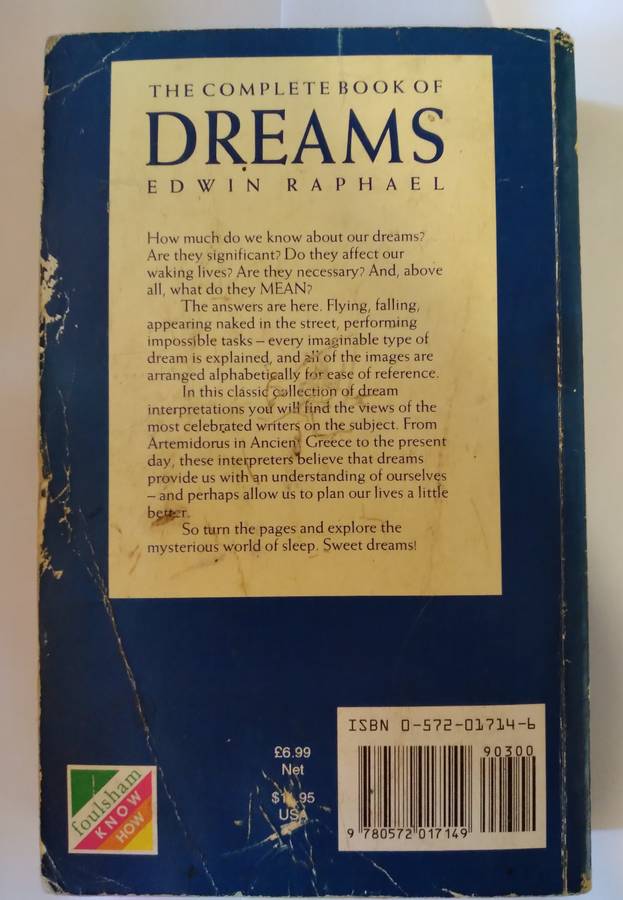 THE COMPLETE BOOK OF
DREAMS
EDWIN RAPHAEL
How much do we know about our dreams?
Are they significant? Do they affect our
waking lives? Are they necessary? And, above
all, what do they MEAN?
The answers are here. Flying, falling,
appearing naked in the street, performing
impossible tasks – every imaginable type of
dream is explained, and all of the images are
arranged alphabetically for ease of reference.
In this classic collection of dream
interpretations you will find the views of the
most celebrated writers on the subject. From
Artemidorus in Ancient Greece to the present
day, these interpreters believe that dreams
provide us with an understanding of ourselves
– and perhaps allow us to plan our lives a little
better.
So turn the pages and explore the
mysterious world of sleep. Sweet dreams!
ISBN 0-572-01714-6
90300
9 780572 017149
£6.99
Net
USA
foulsham
KNOW
HOW